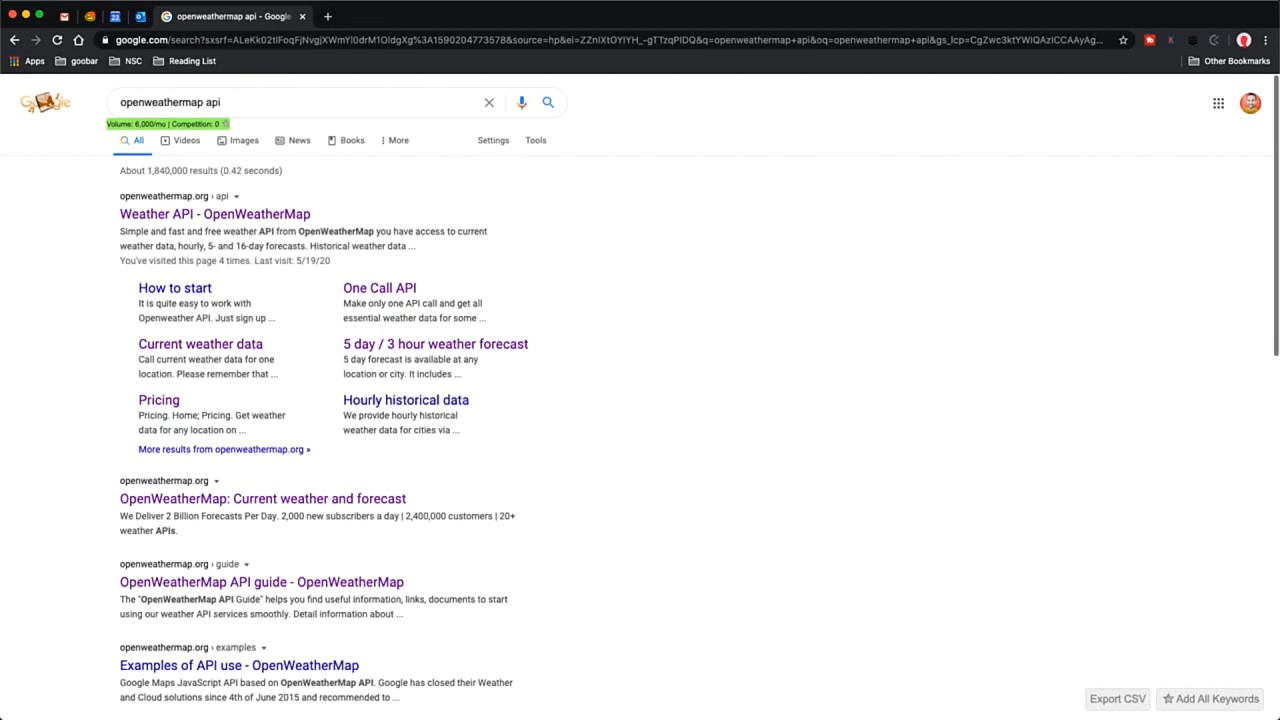 openweathermap api - Google
google.com/search?
source=hp
q=openweathermap+api&oq=openweathermap+api
Apps goobar NSC Reading List Other Bookmarks
Google
openweathermap api
Volume: 6,000/mo | Competition: 0
All Videos Images News Books More Settings Tools
About 1,840,000 results (0.42 seconds)
openweathermap.org › api
Weather API - OpenWeatherMap
Simple and fast and free weather API from OpenWeatherMap you have access to current
weather data, hourly, 5- and 16-day forecasts. Historical weather data ...
You've visited this page 4 times. Last visit: 5/19/20
How to start
It is quite easy to work with
Openweather API. Just sign up ...
One Call API
Make only one API call and get all
essential weather data for some ...
Current weather data
Call current weather data for one
location. Please remember that ...
5 day / 3 hour weather forecast
5 day forecast is available at any
location or city. It includes ...
Pricing
Pricing. Home; Pricing. Get weather
data for any location on ...
Hourly historical data
We provide hourly historical
weather data for cities via ...
More results from openweathermap.org »
openweathermap.org
OpenWeatherMap: Current weather and forecast
We Deliver 2 Billion Forecasts Per Day. 2,000 new subscribers a day | 2,400,000 customers | 20+
weather APIs.
openweathermap.org › guide
OpenWeatherMap API guide - OpenWeatherMap
The "OpenWeatherMap API Guide" helps you find useful information, links, documents to start
using our weather API services smoothly. Detail information about ...
openweathermap.org › examples
Examples of API use - OpenWeatherMap
Google Maps JavaScript API based on OpenWeatherMap API. Google has closed their Weather
and Cloud solutions since 4th of June 2015 and recommended to ...
Export CSV Add All Keywords